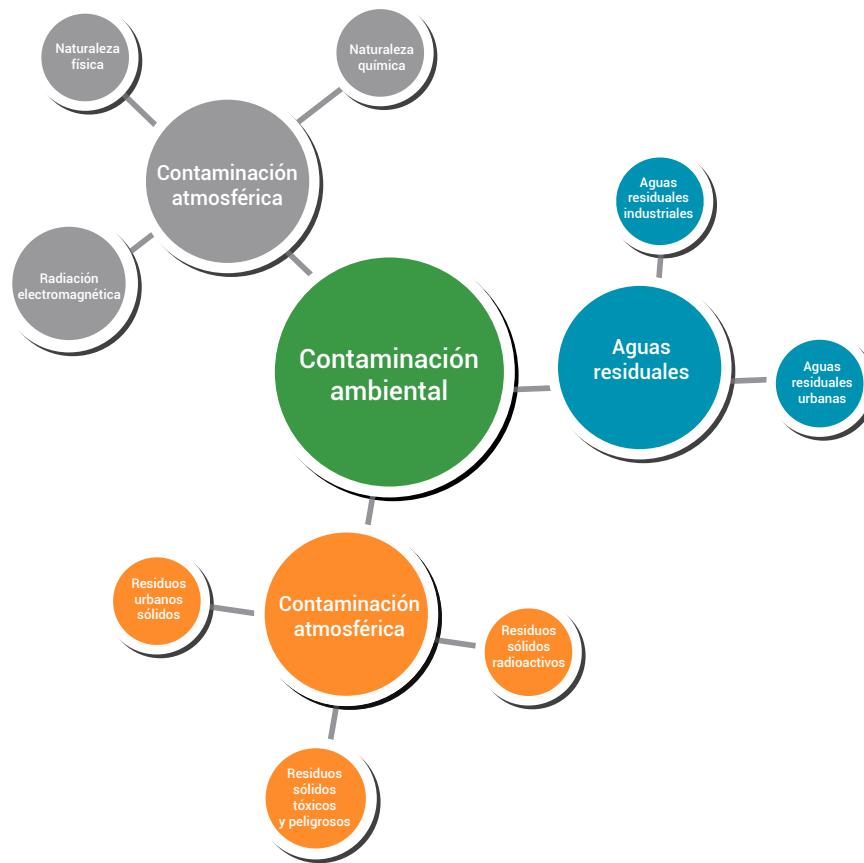 Naturaleza
física
Naturaleza
química
Contaminación
atmosférica
Radiación
electromagnética
Aguas
residuales
industriales
Contaminación
ambiental
Aguas
residuales
Aguas
residuales
urbanas
Residuos
urbanos
sólidos
Contaminación
atmosférica
Residuos
sólidos
radioactivos
Residuos
sólidos
tóxicos
y peligrosos